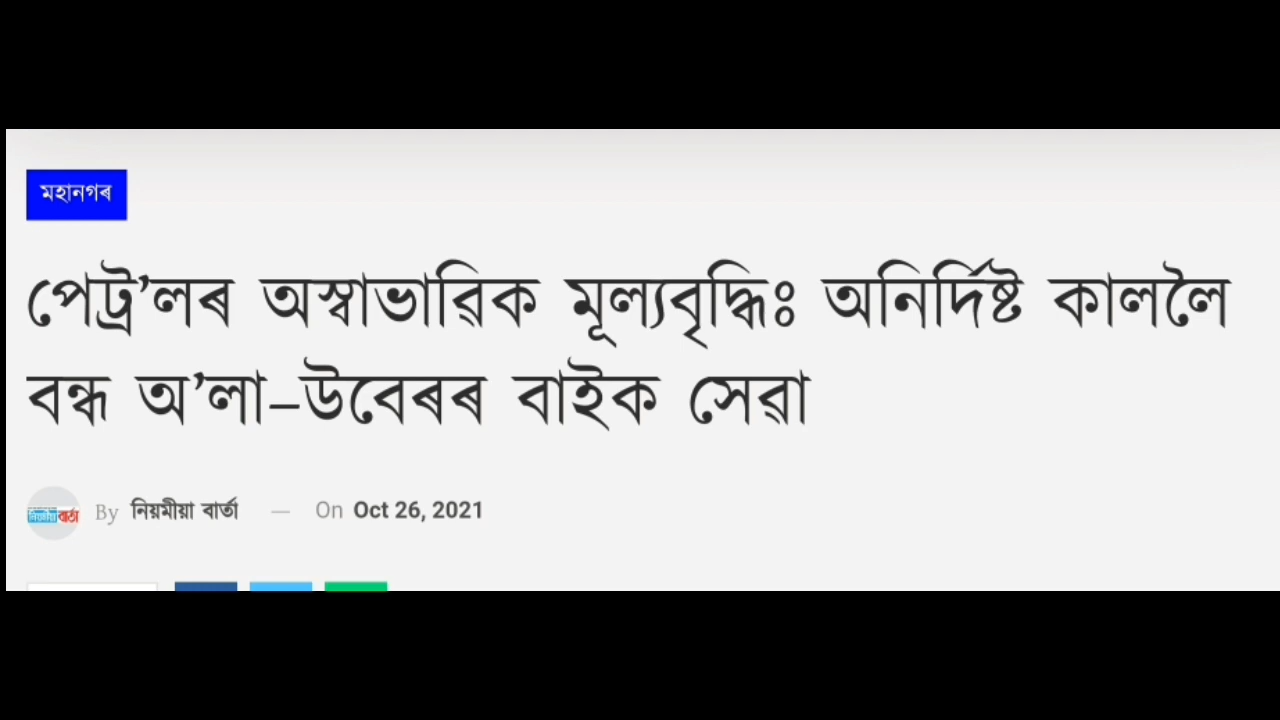 মহানগৰ
পেট্ৰ’লৰ অস্বাভাৱিক মূল্যবৃদ্ধিঃ অনিৰ্দিষ্ট কাললৈ
বন্ধ অ’লা–উবেৰৰ বাইক সেৱা
নিয়মীয়া বাৰ্তা By নিয়মীয়া বাৰ্তা — On Oct 26, 2021